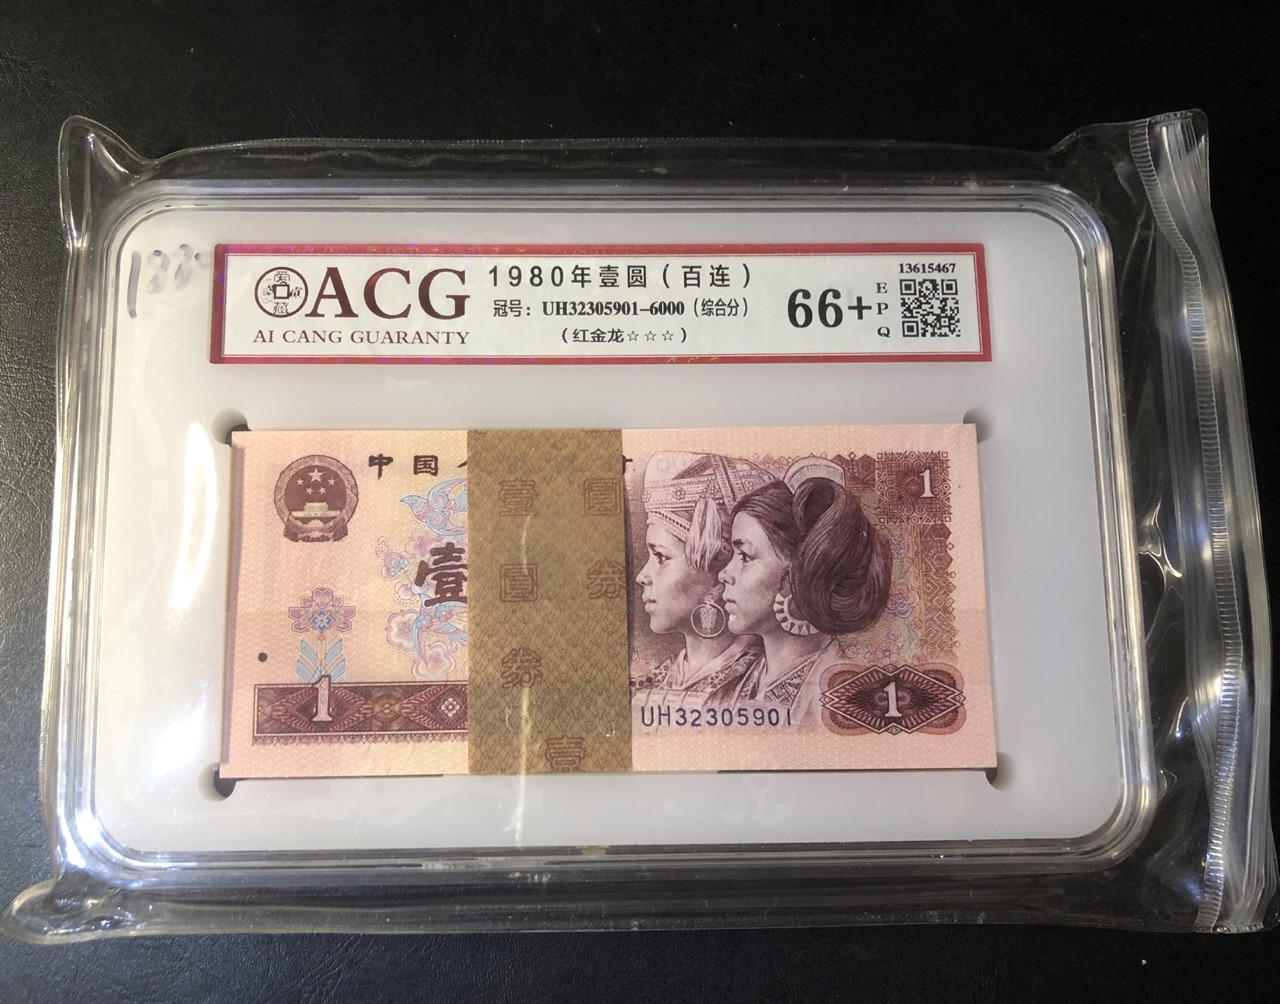 ACG
AI CANG GUARANTY
1980年壹圆（百连）
冠号：UH32305901-6000（综合分）
（红金龙☆☆☆）
66+
EPQ
13615467
中国
1
壹
壹 圆
圆 券
券
壹
1
UH32305901
1